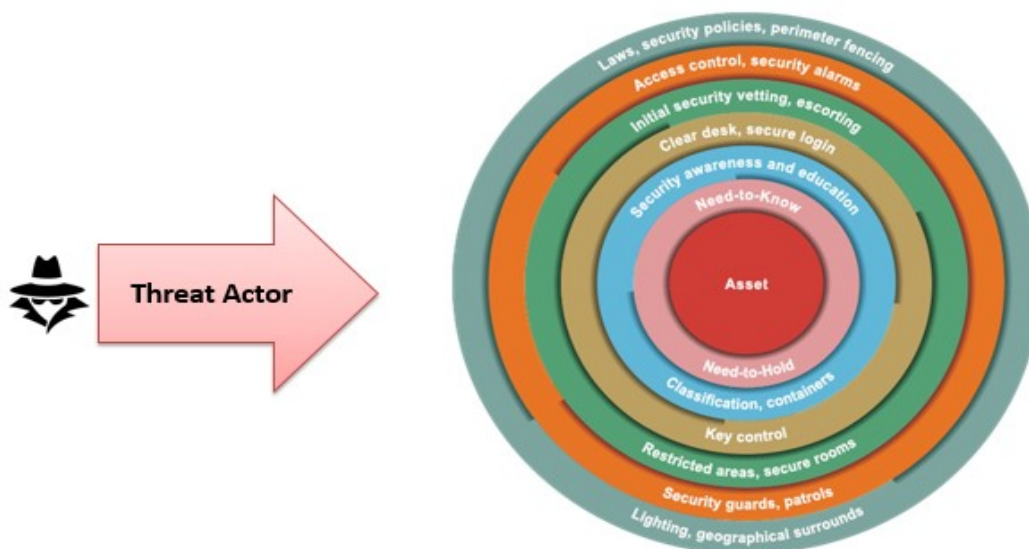 Laws, security policies, perimeter fencing
Access control, security alarms
Initial security vetting, escorting
Clear desk, secure login
Security awareness and education
Need-to-Know
Threat Actor
Asset
Need-to-Hold
Classification, containers
Key control
Restricted areas, secure rooms
Security guards, patrols
Lighting, geographical surrounds